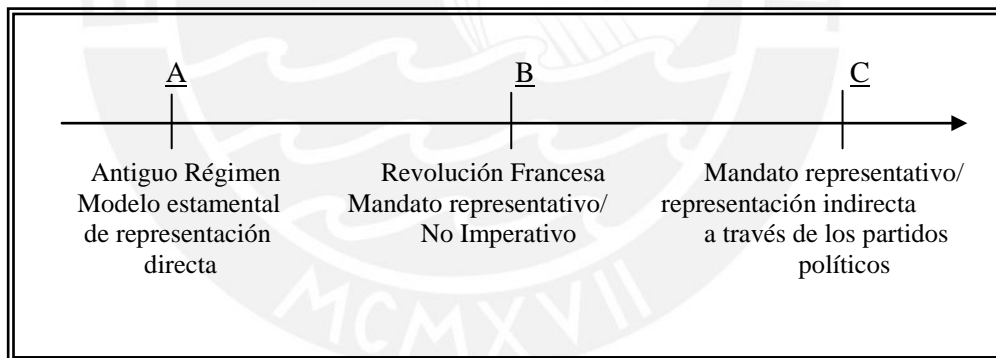 A
B
C
Antiguo Régimen
Modelo estamental
de representación
directa
Revolución Francesa
Mandato representativo/
No Imperativo
Mandato representativo/
representación indirecta
a través de los partidos
políticos
MCMXVII